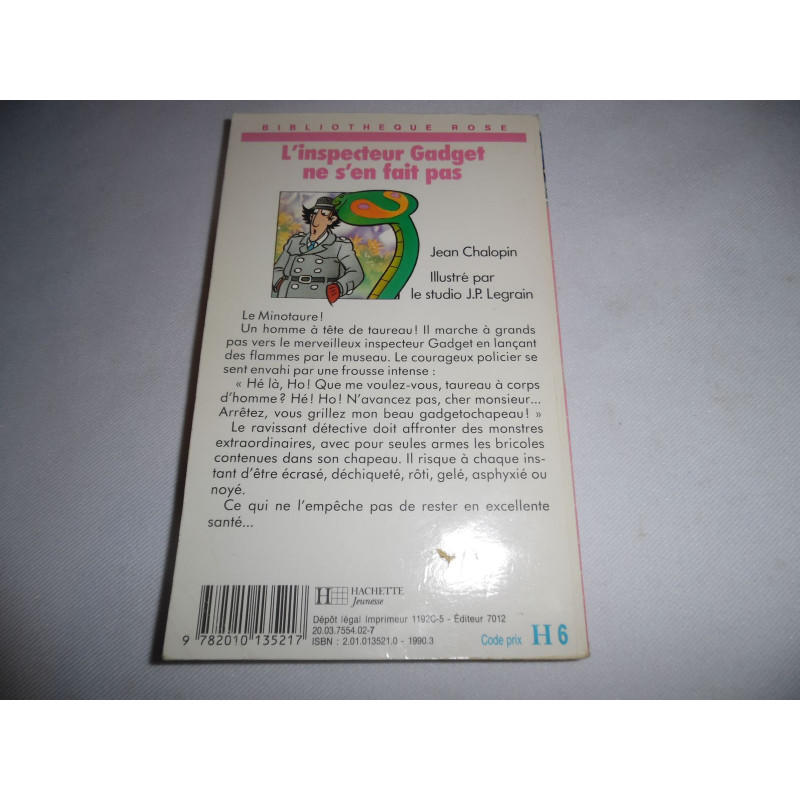 BIBLIOTHEQUE ROSE
L'inspecteur Gadget
ne s'en fait pas
Jean Chalopin
Illustré par
le studio J.P. Legrain
Le Minotaure!
Un homme à tête de taureau! Il marche à grands
pas vers le merveilleux inspecteur Gadget en lançant
des flammes par le museau. Le courageux policier se
sent envahi par une frousse intense :
« Hé là, Ho! Que me voulez-vous, taureau à corps
d'homme? Hé! Ho! N'avancez pas, cher monsieur...
Arrêtez, vous grillez mon beau gadgetochapeau! »
Le ravissant détective doit affronter des monstres
extraordinaires, avec pour seules armes les bricoles
contenues dans son chapeau. Il risque à chaque ins-
tant d'être écrasé, déchiqueté, rôti, gelé, asphyxié ou
noyé.
Ce qui ne l'empêche pas de rester en excellente
santé...
H HACHETTE
Jeunesse
Dépôt légal Imprimeur 1192C-5 - Éditeur 7012
20.03.7554.02-7
ISBN : 2.01.013521.0 - 1990.3
Code prix H 6
9 782010 135217